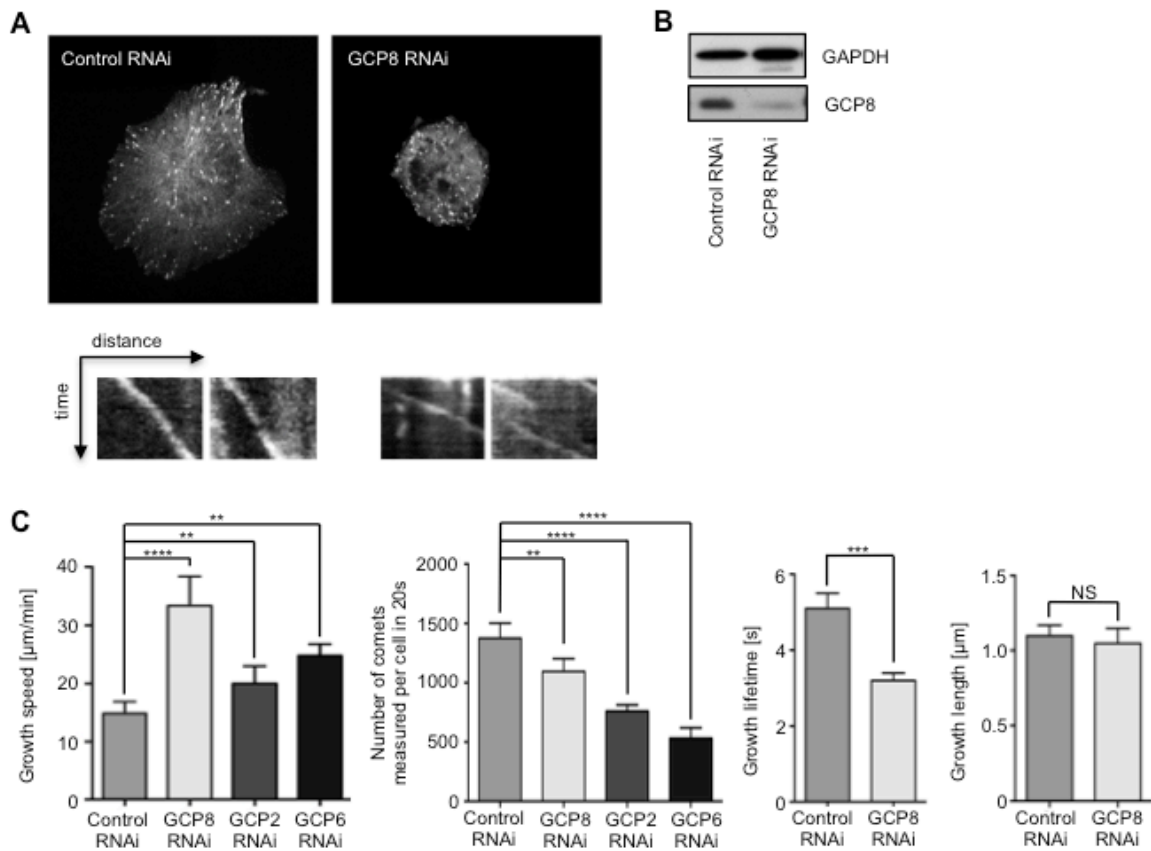 A
Control RNAi
GCP8 RNAi
distance
time
B
GAPDH
GCP8
Control RNAi
GCP8 RNAi
C
Growth speed [µm/min]
40
30
20
10
0
**
**
****
Control
RNAi
GCP8
RNAi
GCP2
RNAi
GCP6
RNAi
Number of comets
measured per cell in 20s
2000
1500
1000
500
0
****
****
**
Control
RNAi
GCP8
RNAi
GCP2
RNAi
GCP6
RNAi
Growth lifetime [s]
6
4
2
0
***
Control
RNAi
GCP8
RNAi
Growth length [µm]
1.5
1.0
0.5
0
NS
Control
RNAi
GCP8
RNAi